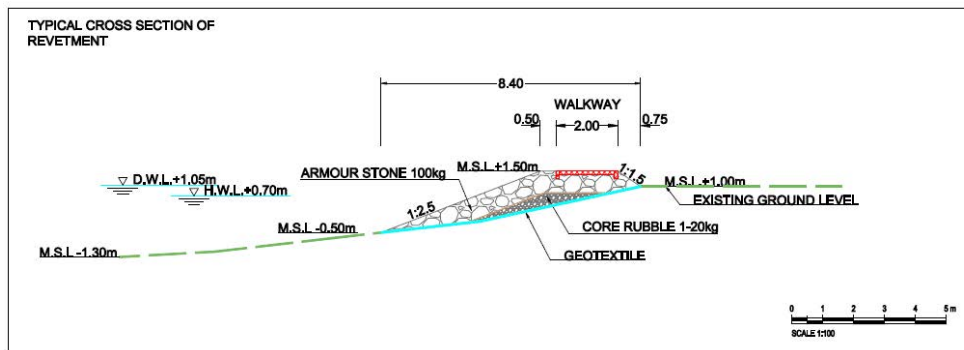 TYPICAL CROSS SECTION OF
REVETMENT
8.40
WALKWAY
0.50
2.00
0.75
D.W.L.+1.05m
H.W.L.+0.70m
ARMOUR STONE 100kg
M.S.L.+1.50m
1:1.5
M.S.L.+1.00m
EXISTING GROUND LEVEL
1:2.5
M.S.L -0.50m
CORE RUBBLE 1-20kg
M.S.L -1.30m
GEOTEXTILE
0 1 2 3 4 5 m
SCALE 1:100